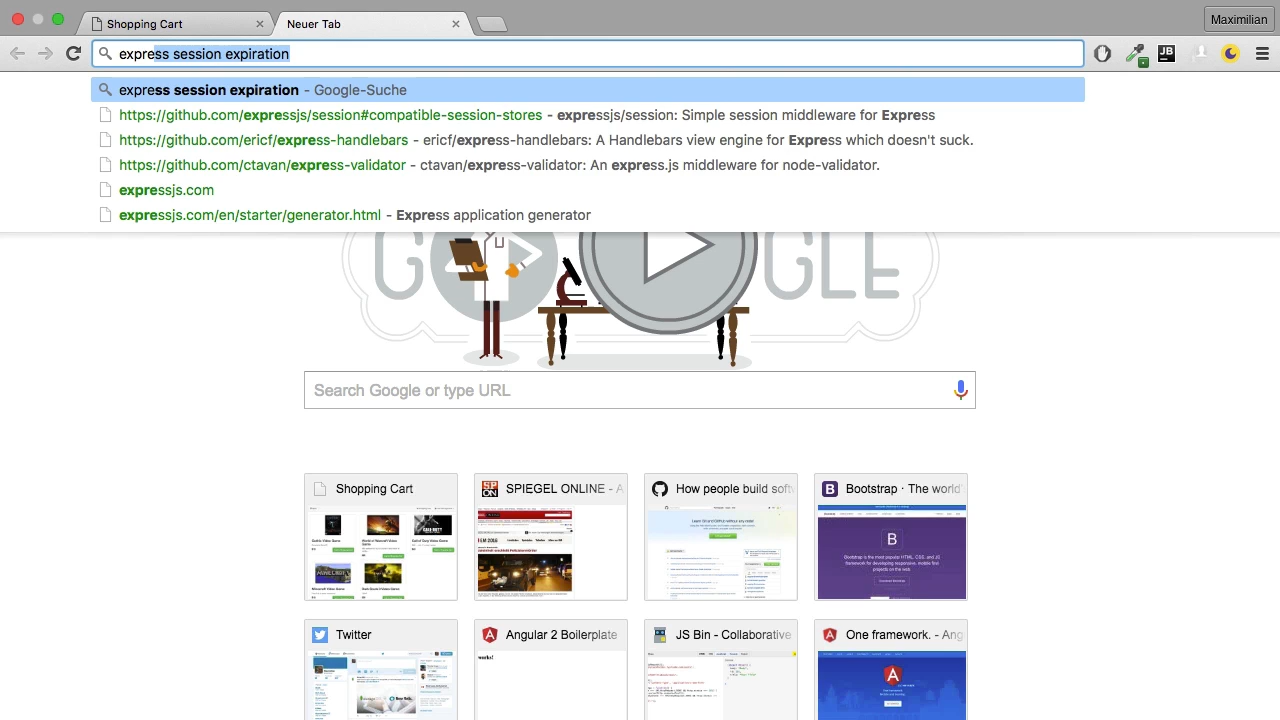 Shopping Cart
Neuer Tab
Maximilian
express session expiration
JB
express session expiration - Google-Suche
https://github.com/expressjs/session#compatible-session-stores - expressjs/session: Simple session middleware for Express
https://github.com/ericf/express-handlebars - ericf/express-handlebars: A Handlebars view engine for Express which doesn't suck.
https://github.com/ctavan/express-validator - ctavan/express-validator: An express.js middleware for node-validator.
expressjs.com
expressjs.com/en/starter/generator.html - Express application generator
GO GLE
Search Google or type URL
Shopping Cart
SPIEGEL ONLINE - A
How people build soft
Bootstrap · The world'
Twitter
Angular 2 Boilerplate
JS Bin - Collaborative
One framework. - Ang
works!